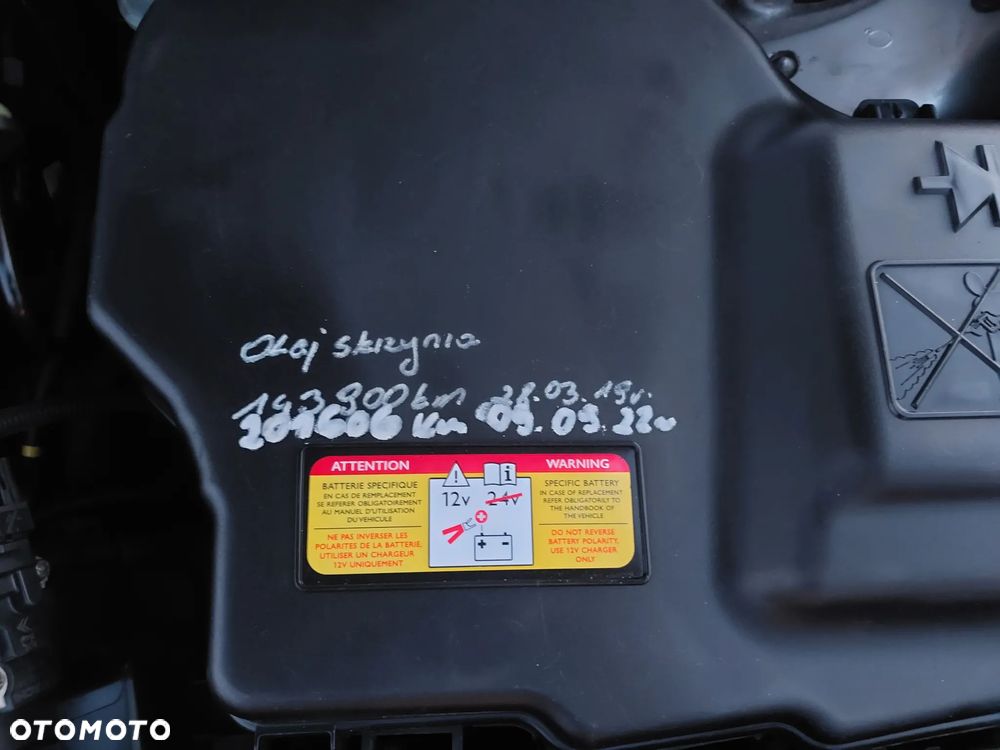 Olaj skrzynia
143 900 km 28.03.19r.
201606 km 09.09.22r
ATTENTION
BATTERIE SPECIFIQUE
EN CAS DE REMPLACEMENT
SE REFERER OBLIGATOIREMENT
AU MANUEL D'UTILISATION
DU VEHICULE
NE PAS INVERSER LES
POLARITES DE LA BATTERIE,
UTILISER UN CHARGEUR
12V UNIQUEMENT
12V 24V
WARNING
SPECIFIC BATTERY
IN CASE OF REPLACEMENT
REFER OBLIGATORILY TO
THE HANDBOOK OF
THE VEHICLE
DO NOT REVERSE
BATTERY POLARITY,
USE 12V CHARGER
ONLY
OTOMOTO